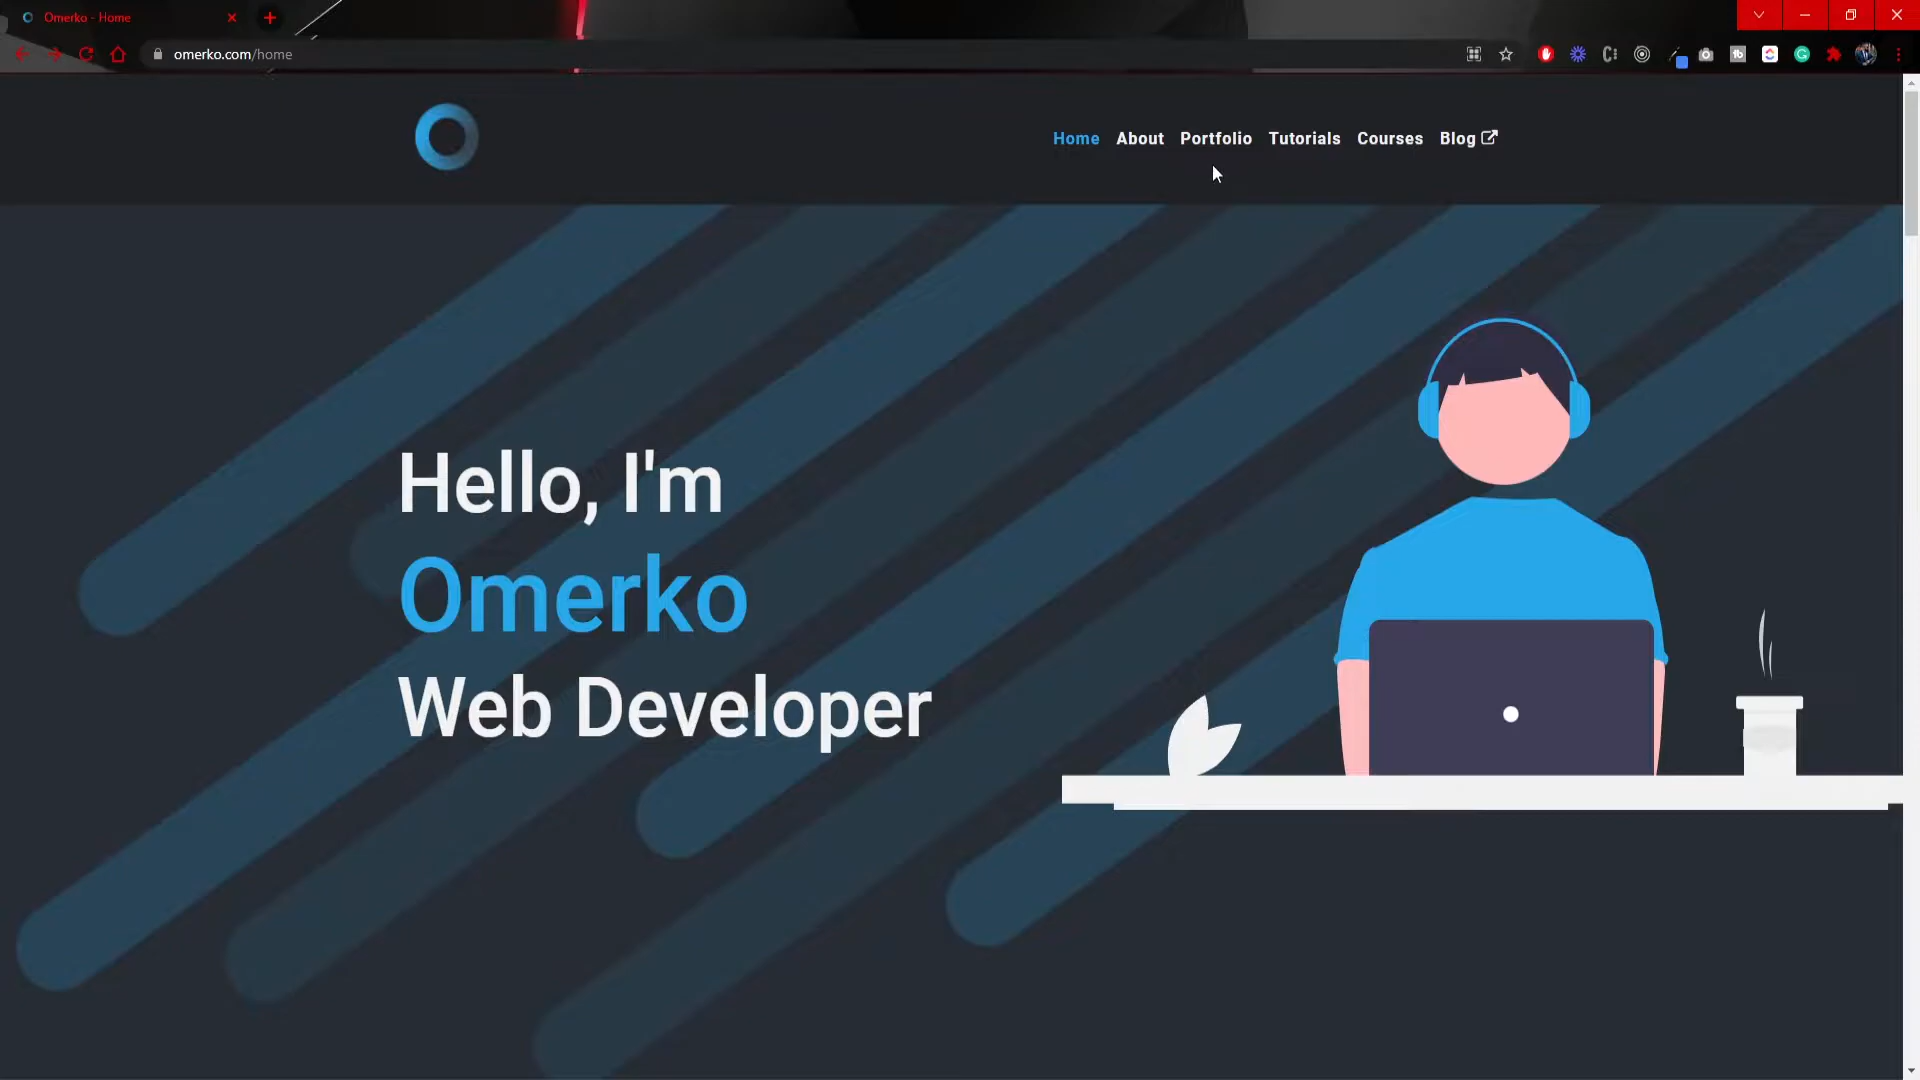 Omerko - Home
omerko.com/home
Home About Portfolio Tutorials Courses Blog
Hello, I'm
Omerko
Web Developer